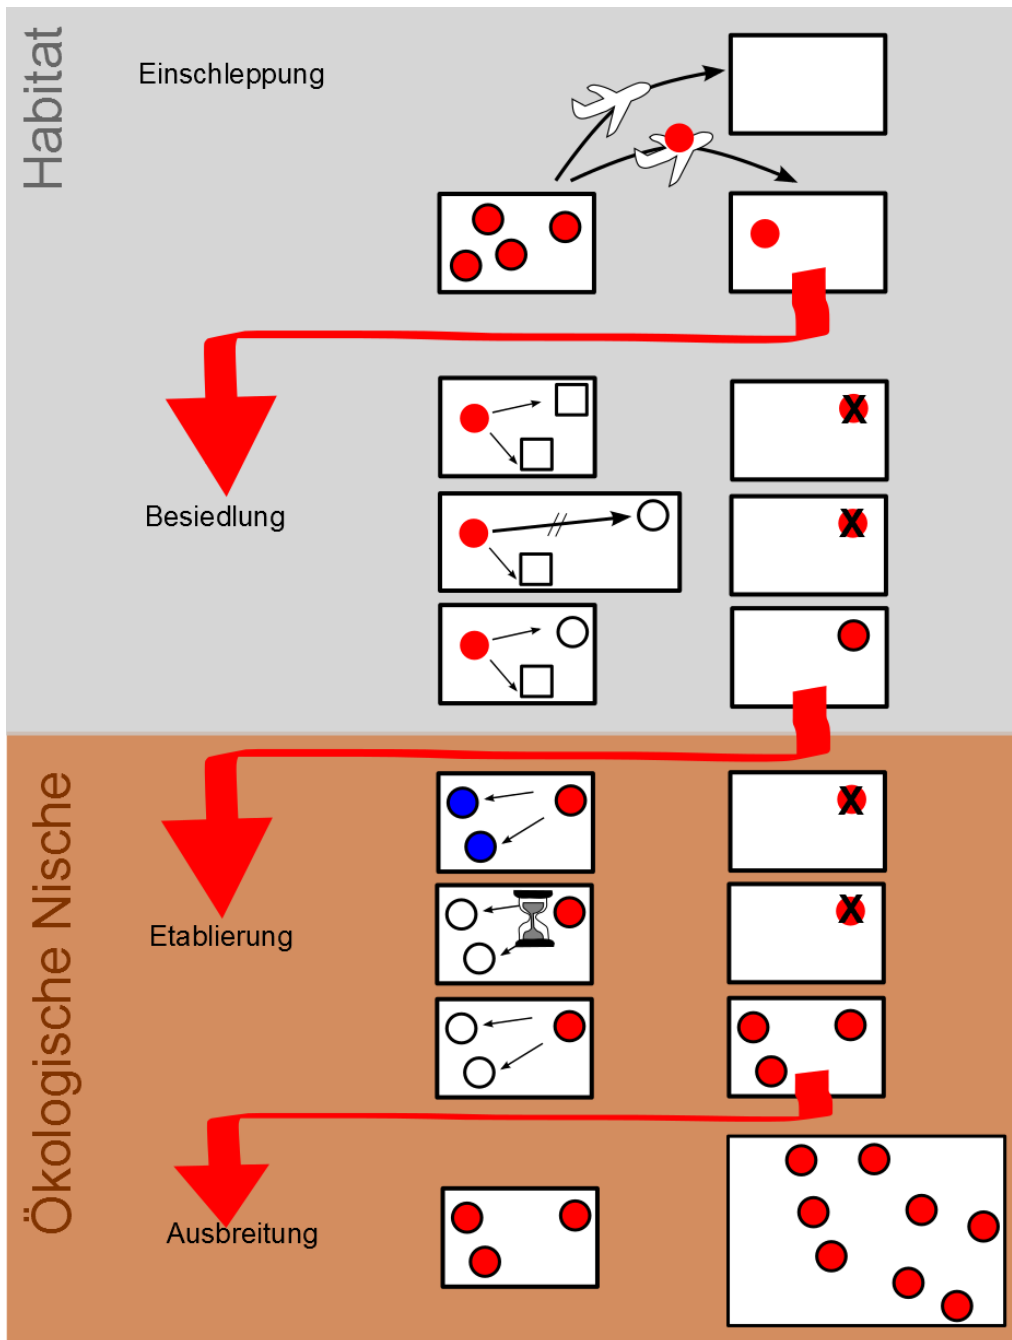 Habitat
Einschleppung
X
X
Besiedlung
Ökologische Nische
X
X
Etablierung
Ausbreitung